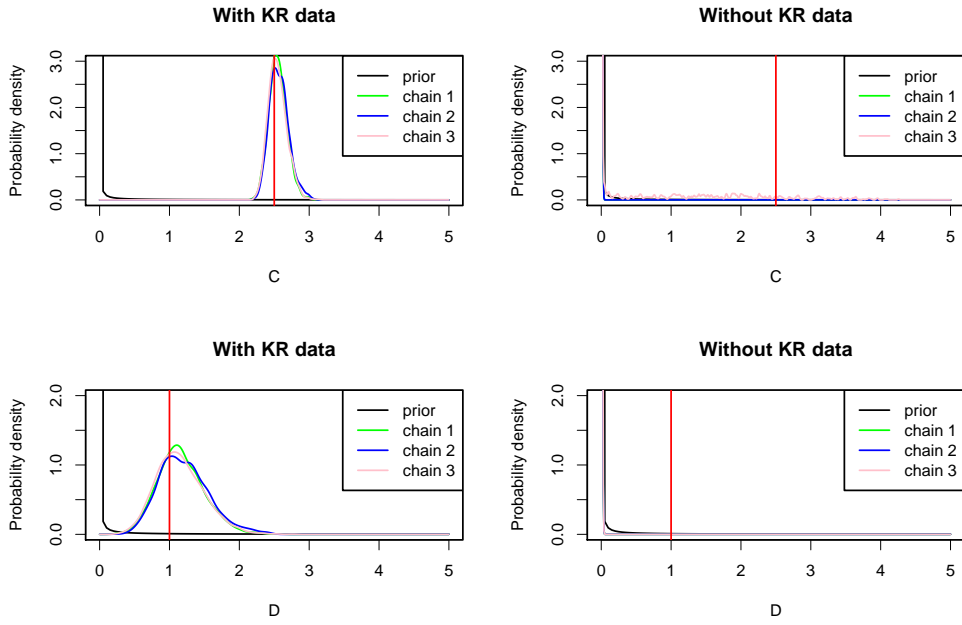 With KR data
Probability density
0.0 1.0 2.0 3.0
prior
chain 1
chain 2
chain 3
0 1 2 3 4 5
C
Without KR data
Probability density
0.0 1.0 2.0 3.0
prior
chain 1
chain 2
chain 3
0 1 2 3 4 5
C
With KR data
Probability density
0.0 1.0 2.0
prior
chain 1
chain 2
chain 3
0 1 2 3 4 5
D
Without KR data
Probability density
0.0 1.0 2.0
prior
chain 1
chain 2
chain 3
0 1 2 3 4 5
D